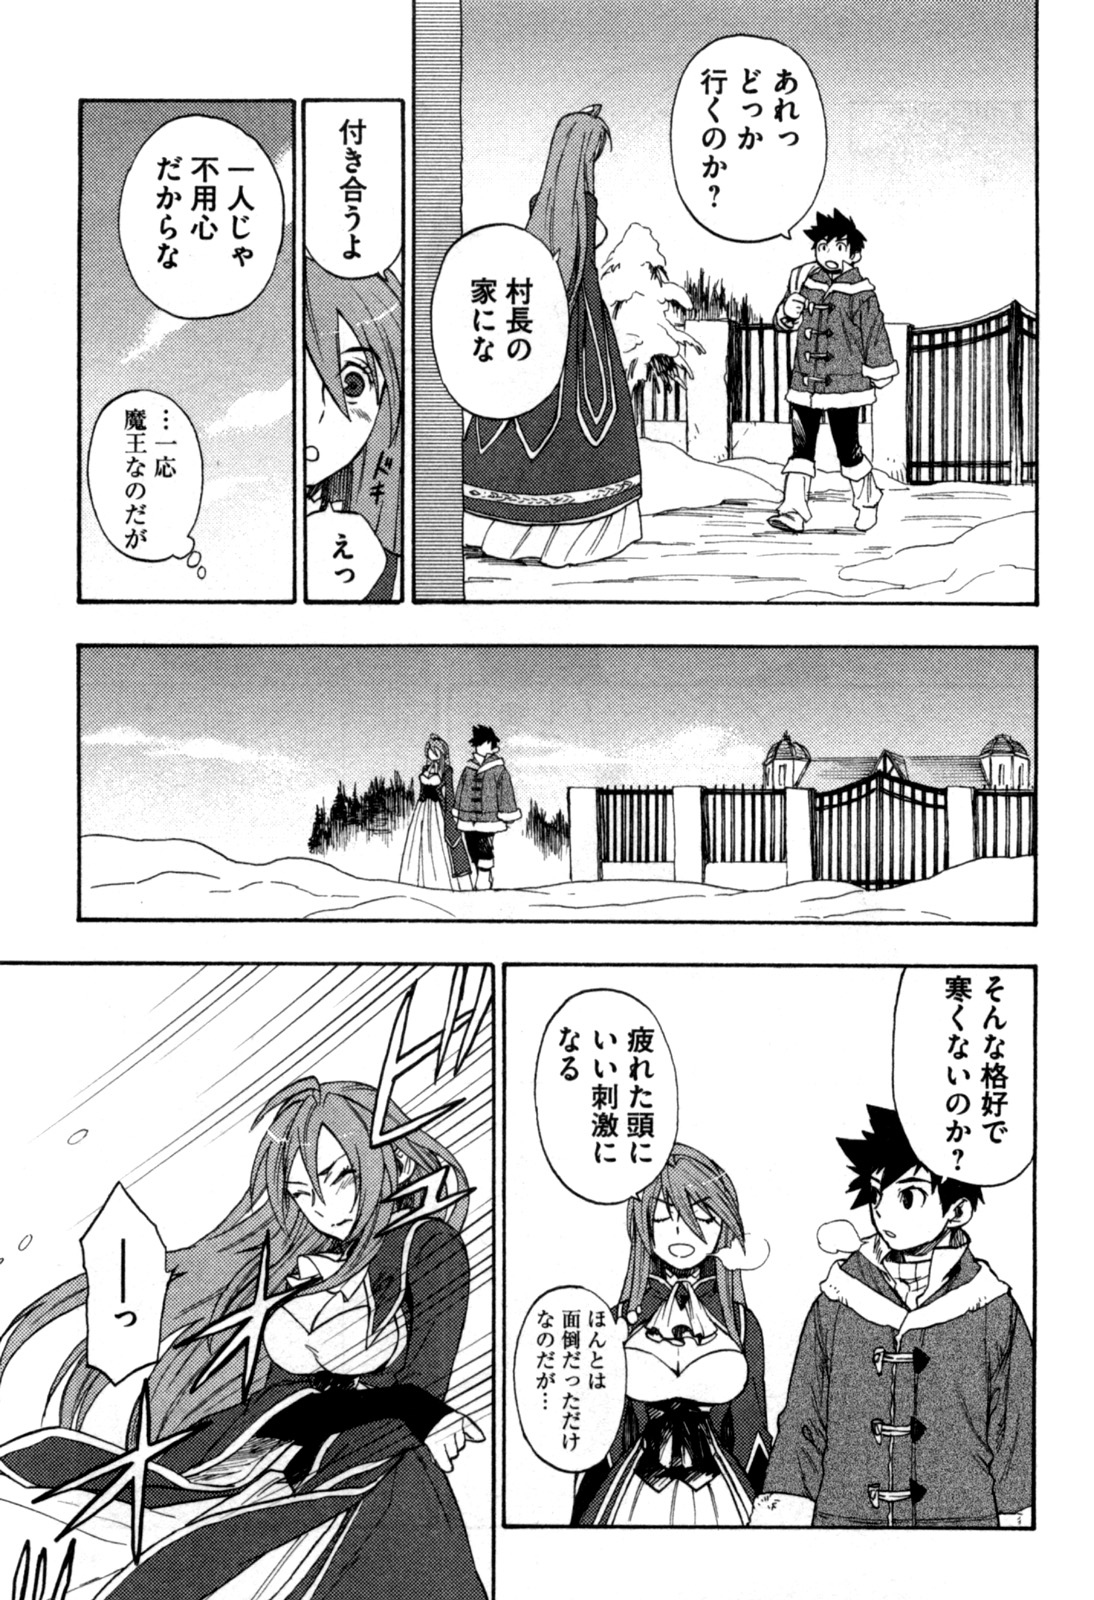 あれっ
どっか
行くのか？
村長の
家にな
付き合うよ
ドキ
えっ
一人じゃ
不用心
だからな
…一応
魔王なのだが
そんな格好で
寒くないのか？
疲れた頭に
いい刺激に
なる
ほんとは
面倒だっただけ
なのだが…
ーっ